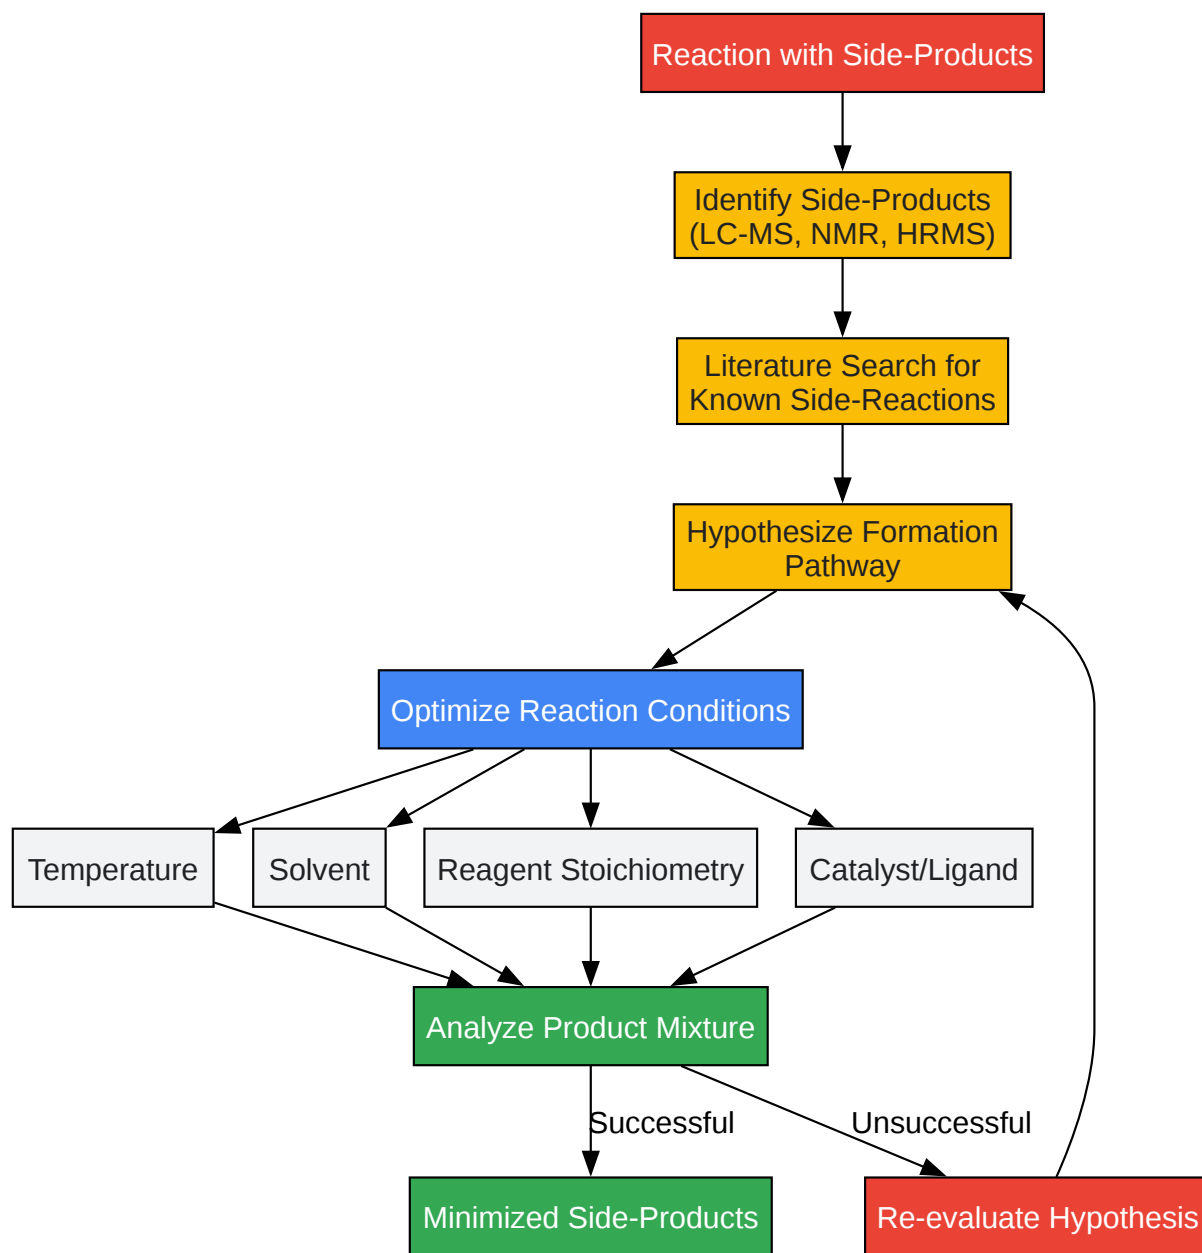 Reaction with Side-Products
Identify Side-Products
(LC-MS, NMR, HRMS)
Literature Search for
Known Side-Reactions
Hypothesize Formation
Pathway
Optimize Reaction Conditions
Temperature
Solvent
Reagent Stoichiometry
Catalyst/Ligand
Analyze Product Mixture
Successful
Unsuccessful
Minimized Side-Products
Re-evaluate Hypothesis